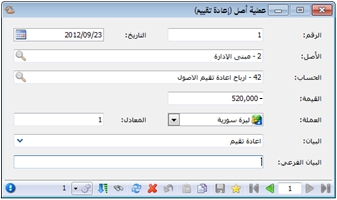 عملية أصل (إعادة تقييم)
الرقم: 1 التاريخ: 2012/09/23
الأصل: 2 - مبنى الإدارة
الحساب: 42 - ارباح اعادة تقيم الاصول
القيمة: 520,000-
العملة: ليرة سورية المعادل: 1
البيان: اعادة تقيم
البيان الفرعي: أ
1 1